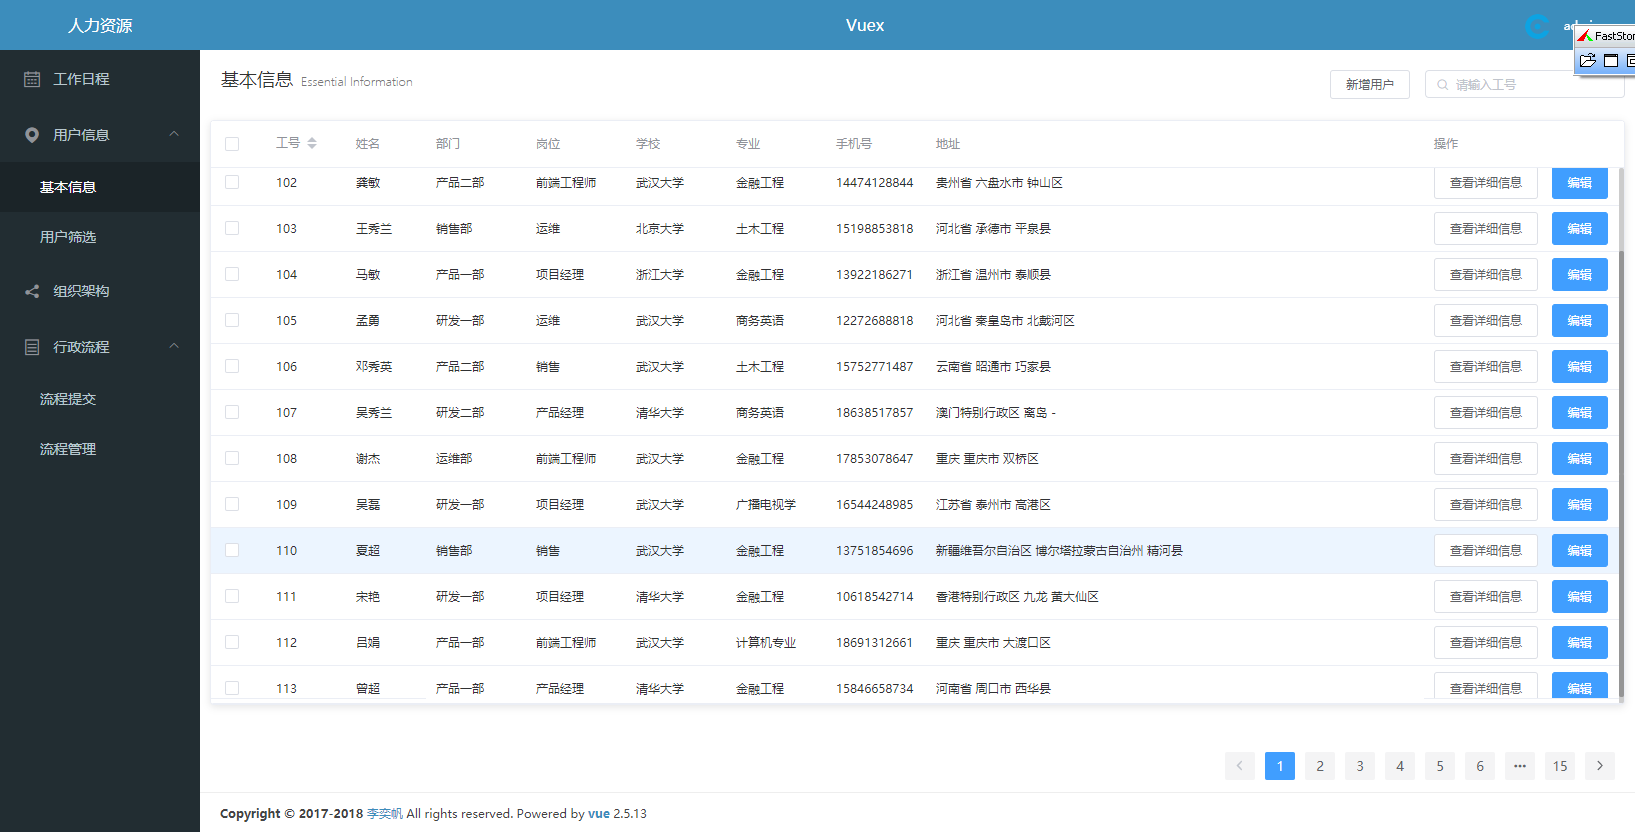 人力资源
Vuex
FastStor
工作日程
用户信息
基本信息
用户筛选
组织架构
行政流程
流程提交
流程管理
基本信息 Essential Information
新增用户
请输入工号
工号 姓名 部门 岗位 学校 专业 手机号 地址 操作
102 龚敏 产品二部 前端工程师 武汉大学 金融工程 14474128844 贵州省 六盘水市 钟山区 查看详细信息 编辑
103 王秀兰 销售部 运维 北京大学 土木工程 15198853818 河北省 承德市 平泉县 查看详细信息 编辑
104 马敏 产品一部 项目经理 浙江大学 金融工程 13922186271 浙江省 温州市 泰顺县 查看详细信息 编辑
105 孟勇 研发一部 运维 武汉大学 商务英语 12272688818 河北省 秦皇岛市 北戴河区 查看详细信息 编辑
106 邓秀英 产品二部 销售 武汉大学 土木工程 15752771487 云南省 昭通市 巧家县 查看详细信息 编辑
107 吴秀兰 研发二部 产品经理 清华大学 商务英语 18638517857 澳门特别行政区 离岛 - 查看详细信息 编辑
108 谢杰 运维部 前端工程师 武汉大学 金融工程 17853078647 重庆 重庆市 双桥区 查看详细信息 编辑
109 吴磊 研发一部 项目经理 武汉大学 广播电视学 16544248985 江苏省 泰州市 高港区 查看详细信息 编辑
110 夏超 销售部 销售 武汉大学 金融工程 13751854696 新疆维吾尔自治区 博尔塔拉蒙古自治州 精河县 查看详细信息 编辑
111 宋艳 研发一部 项目经理 清华大学 金融工程 10618542714 香港特别行政区 九龙 黄大仙区 查看详细信息 编辑
112 吕娟 产品一部 前端工程师 武汉大学 计算机专业 18691312661 重庆 重庆市 大渡口区 查看详细信息 编辑
113 曾超 产品一部 产品经理 清华大学 金融工程 15846658734 河南省 周口市 西华县 查看详细信息 编辑
1 2 3 4 5 6 ••• 15
Copyright © 2017-2018 李奕帆 All rights reserved. Powered by vue 2.5.13